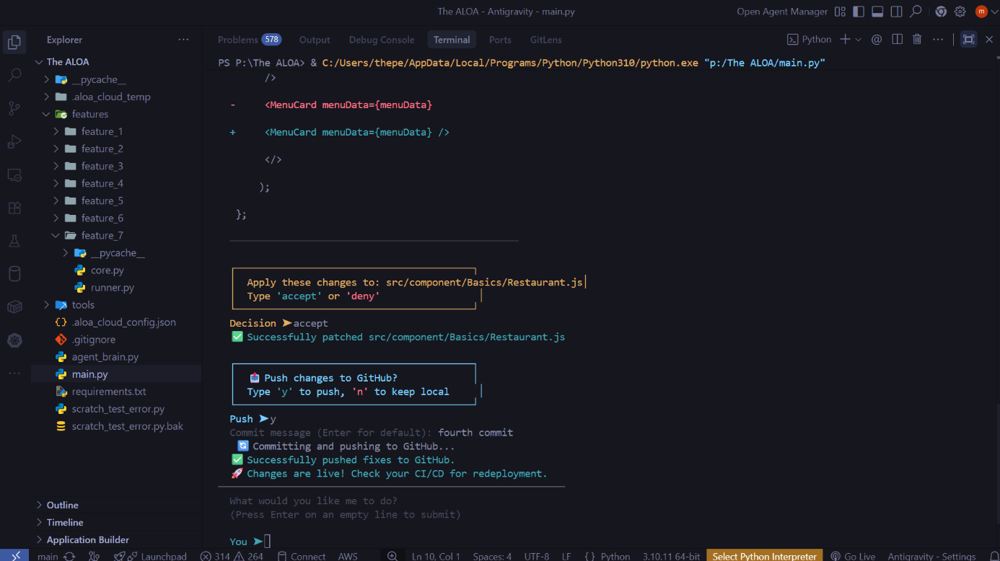 The ALOA - Antigravity - main.py
Open Agent Manager
m
Explorer
The ALOA
__pycache__
.aloa_cloud_temp
features
feature_1
feature_2
feature_3
feature_4
feature_5
feature_6
feature_7
__pycache__
core.py
runner.py
tools
.aloa_cloud_config.json
.gitignore
agent_brain.py
main.py
requirements.txt
scratch_test_error.py
scratch_test_error.py.bak
Outline
Timeline
Application Builder
Problems 578 Output Debug Console Terminal Ports GitLens
Python
PS P:\The ALOA> & C:/Users/thepe/AppData/Local/Programs/Python/Python310/python.exe "p:/The ALOA/main.py"
/>
- <MenuCard menuData={menuData}
+ <MenuCard menuData={menuData} />
</>
);
};
Apply these changes to: src/component/Basics/Restaurant.js
Type 'accept' or 'deny'
Decision ➤accept
✅ Successfully patched src/component/Basics/Restaurant.js
📤 Push changes to GitHub?
Type 'y' to push, 'n' to keep local
Push ➤y
Commit message (Enter for default): fourth commit
🔄 Committing and pushing to GitHub...
✅ Successfully pushed fixes to GitHub.
🚀 Changes are live! Check your CI/CD for redeployment.
What would you like me to do?
(Press Enter on an empty line to submit)
You ➤
main Launchpad 314 264 Connect AWS Ln 10, Col 1 Spaces: 4 UTF-8 LF {} Python 3.10.11 64-bit Select Python Interpreter Go Live Antigravity - Settings